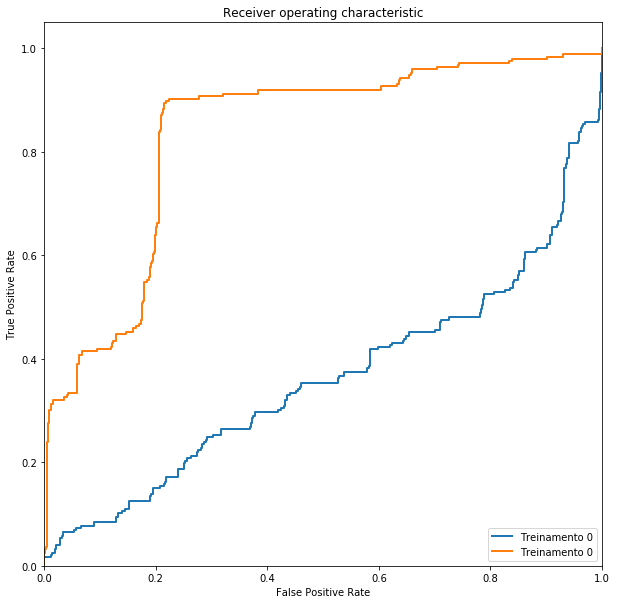 Receiver operating characteristic
1.0
0.8
0.6
0.4
0.2
0.0
True Positive Rate
0.0 0.2 0.4 0.6 0.8 1.0
False Positive Rate
Treinamento 0
Treinamento 0